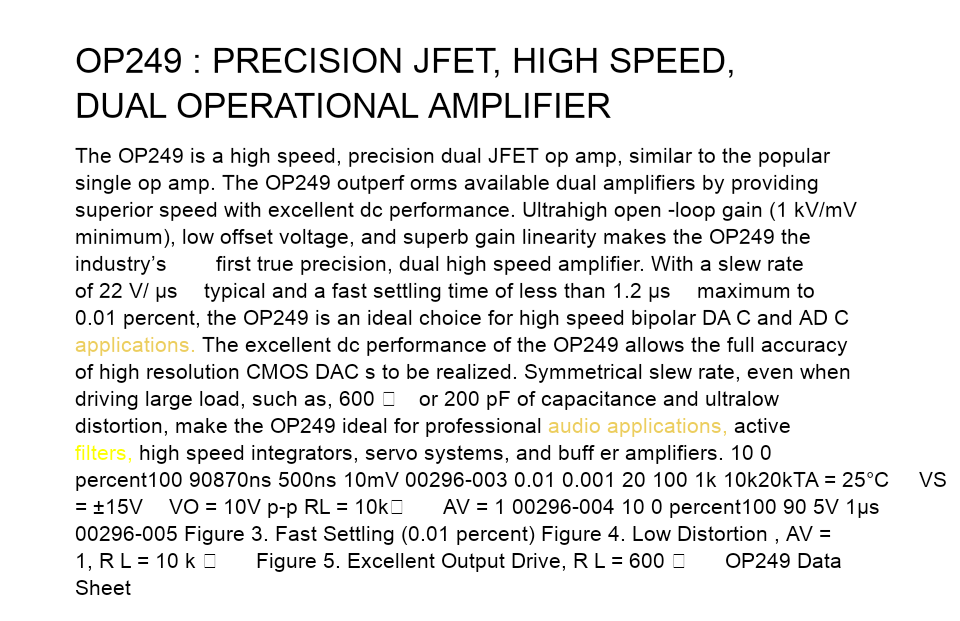 OP249 : PRECISION JFET, HIGH SPEED,
DUAL OPERATIONAL AMPLIFIER
The OP249 is a high speed, precision dual JFET op amp, similar to the popular
single op amp. The OP249 outperf orms available dual amplifiers by providing
superior speed with excellent dc performance. Ultrahigh open -loop gain (1 kV/mV
minimum), low offset voltage, and superb gain linearity makes the OP249 the
industry’s first true precision, dual high speed amplifier. With a slew rate
of 22 V/ μs typical and a fast settling time of less than 1.2 μs maximum to
0.01 percent, the OP249 is an ideal choice for high speed bipolar DA C and AD C
applications. The excellent dc performance of the OP249 allows the full accuracy
of high resolution CMOS DAC s to be realized. Symmetrical slew rate, even when
driving large load, such as, 600 □ or 200 pF of capacitance and ultralow
distortion, make the OP249 ideal for professional audio applications, active
filters, high speed integrators, servo systems, and buff er amplifiers. 10 0
percent100 90870ns 500ns 10mV 00296-003 0.01 0.001 20 100 1k 10k20kTA = 25°C VS
= ±15V VO = 10V p-p RL = 10k□ AV = 1 00296-004 10 0 percent100 90 5V 1μs
00296-005 Figure 3. Fast Settling (0.01 percent) Figure 4. Low Distortion , AV =
1, R L = 10 k □ Figure 5. Excellent Output Drive, R L = 600 □ OP249 Data
Sheet